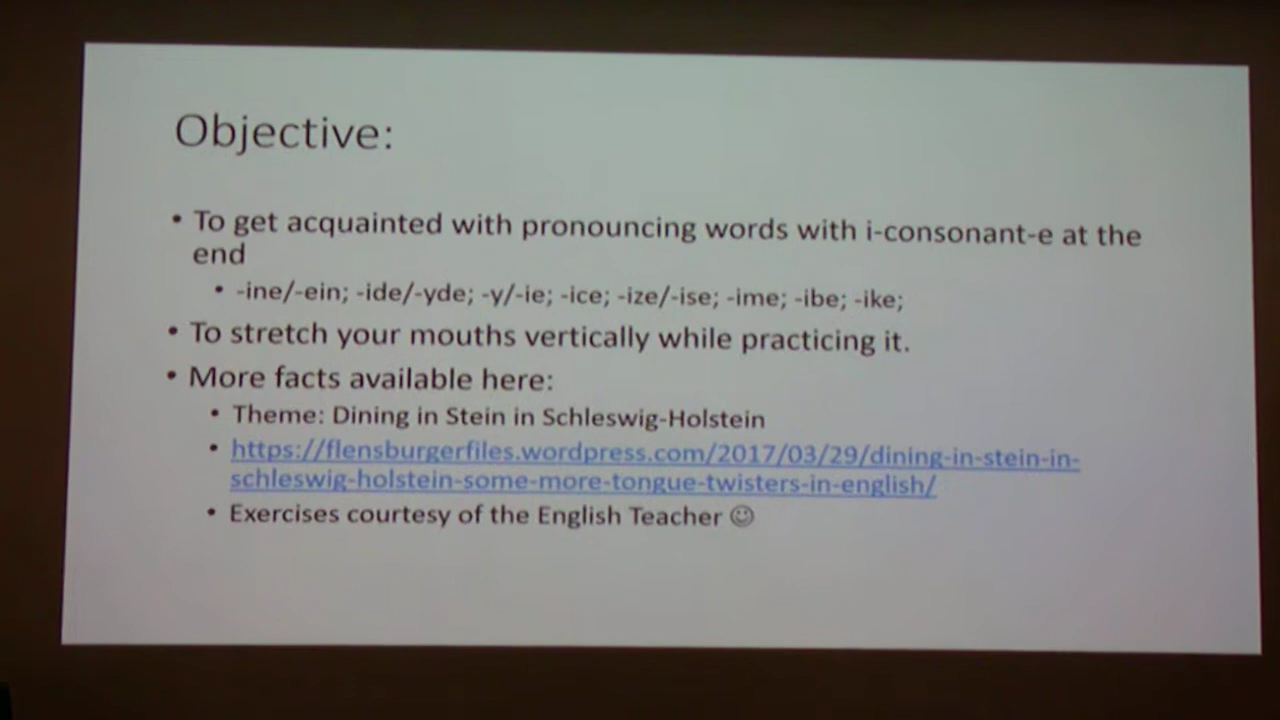 Objective:
• To get acquainted with pronouncing words with i-consonant-e at the
end
• -ine/-ein; -ide/-yde; -y/-ie; -ice; -ize/-ise; -ime; -ibe; -ike;
• To stretch your mouths vertically while practicing it.
• More facts available here:
• Theme: Dining in Stein in Schleswig-Holstein
• https://flensburgerfiles.wordpress.com/2017/03/29/dining-in-stein-in-
schleswig-holstein-some-more-tongue-twisters-in-english/
• Exercises courtesy of the English Teacher ☺